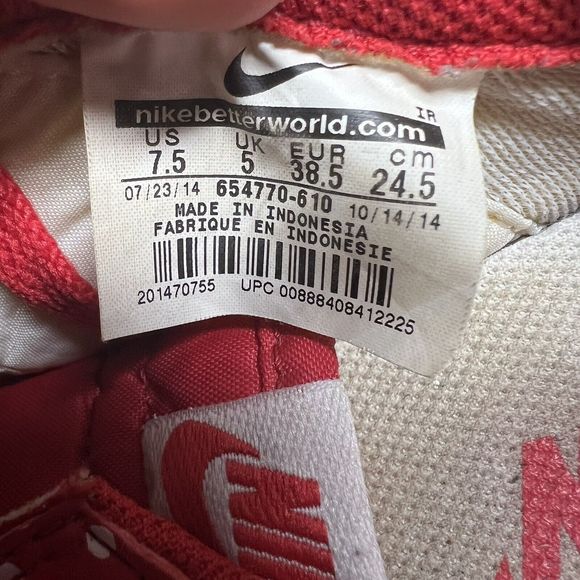 nikebetterworld.com
IR
US UK EUR cm
7.5 5 38.5 24.5
07/23/14 654770-610 10/14/14
MADE IN INDONESIA
FABRIQUE EN INDONESIE
201470755 UPC 00888408412225